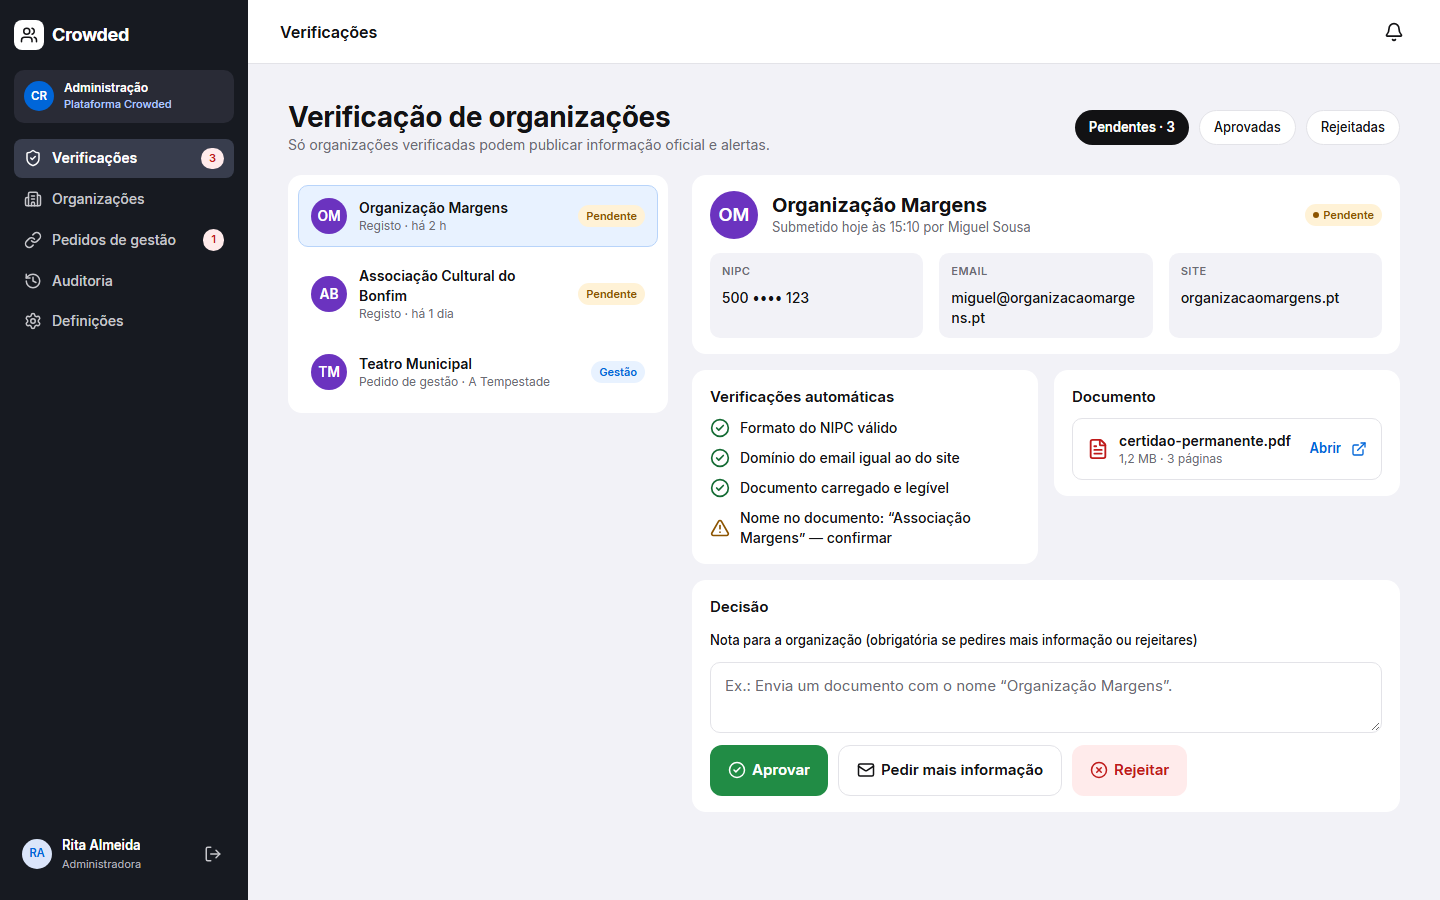 Crowded
CR
Administração
Plataforma Crowded
Verificações
3
Organizações
Pedidos de gestão
1
Auditoria
Definições
RA
Rita Almeida
Administradora
Verificações
Verificação de organizações
Só organizações verificadas podem publicar informação oficial e alertas.
Pendentes · 3
Aprovadas
Rejeitadas
OM
Organização Margens
Registo · há 2 h
Pendente
AB
Associação Cultural do
Bonfim
Registo · há 1 dia
Pendente
TM
Teatro Municipal
Pedido de gestão · A Tempestade
Gestão
OM
Organização Margens
Submetido hoje às 15:10 por Miguel Sousa
Pendente
NIPC
500 •••• 123
EMAIL
miguel@organizacaomarge
ns.pt
SITE
organizacaomargens.pt
Verificações automáticas
Formato do NIPC válido
Domínio do email igual ao do site
Documento carregado e legível
Nome no documento: “Associação
Margens” — confirmar
Documento
certidao-permanente.pdf
1,2 MB · 3 páginas
Abrir
Decisão
Nota para a organização (obrigatória se pedires mais informação ou rejeitares)
Ex.: Envia um documento com o nome “Organização Margens”.
Aprovar
Pedir mais informação
Rejeitar